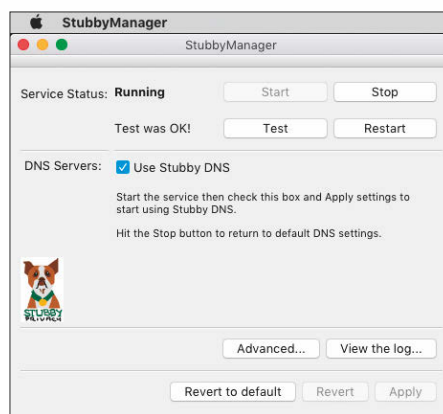 StubbyManager
StubbyManager
Service Status: Running Start Stop
Test was OK! Test Restart
DNS Servers: Use Stubby DNS
Start the service then check this box and Apply settings to
start using Stubby DNS.
Hit the Stop button to return to default DNS settings.
STUBBY
PRIVACY
Advanced... View the log...
Revert to default Revert Apply